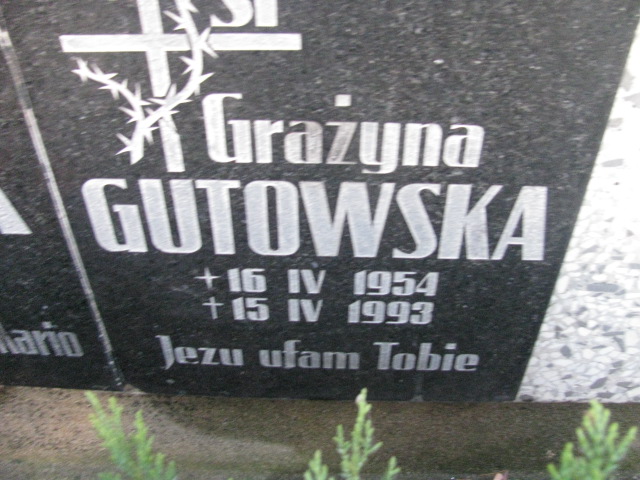 Grażyna
GUTOWSKA
+ 16 IV 1954
† 15 IV 1993
Jezu ufam Tobie